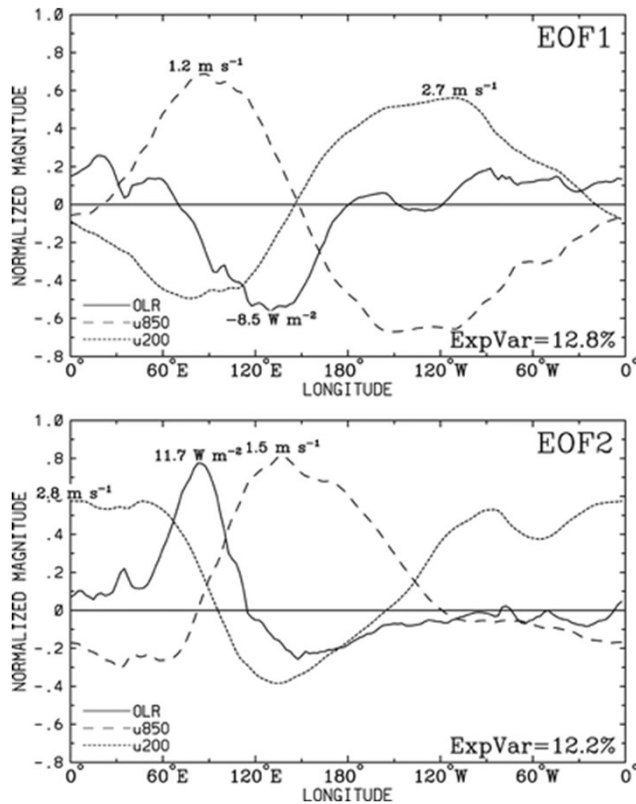 EOF1
NORMALIZED MAGNITUDE
1.0
.8
.6
.4
.2
0
-.2
-.4
-.6
-.8
1.2 m s⁻¹
2.7 m s⁻¹
-8.5 W m⁻²
OLR
u850
u200
ExpVar=12.8%
0° 60°E 120°E 180° 120°W 60°W 0°
LONGITUDE
EOF2
NORMALIZED MAGNITUDE
1.0
.8
.6
.4
.2
0
-.2
-.4
-.6
-.8
11.7 W m⁻² 1.5 m s⁻¹
2.8 m s⁻¹
OLR
u850
u200
ExpVar=12.2%
0° 60°E 120°E 180° 120°W 60°W 0°
LONGITUDE